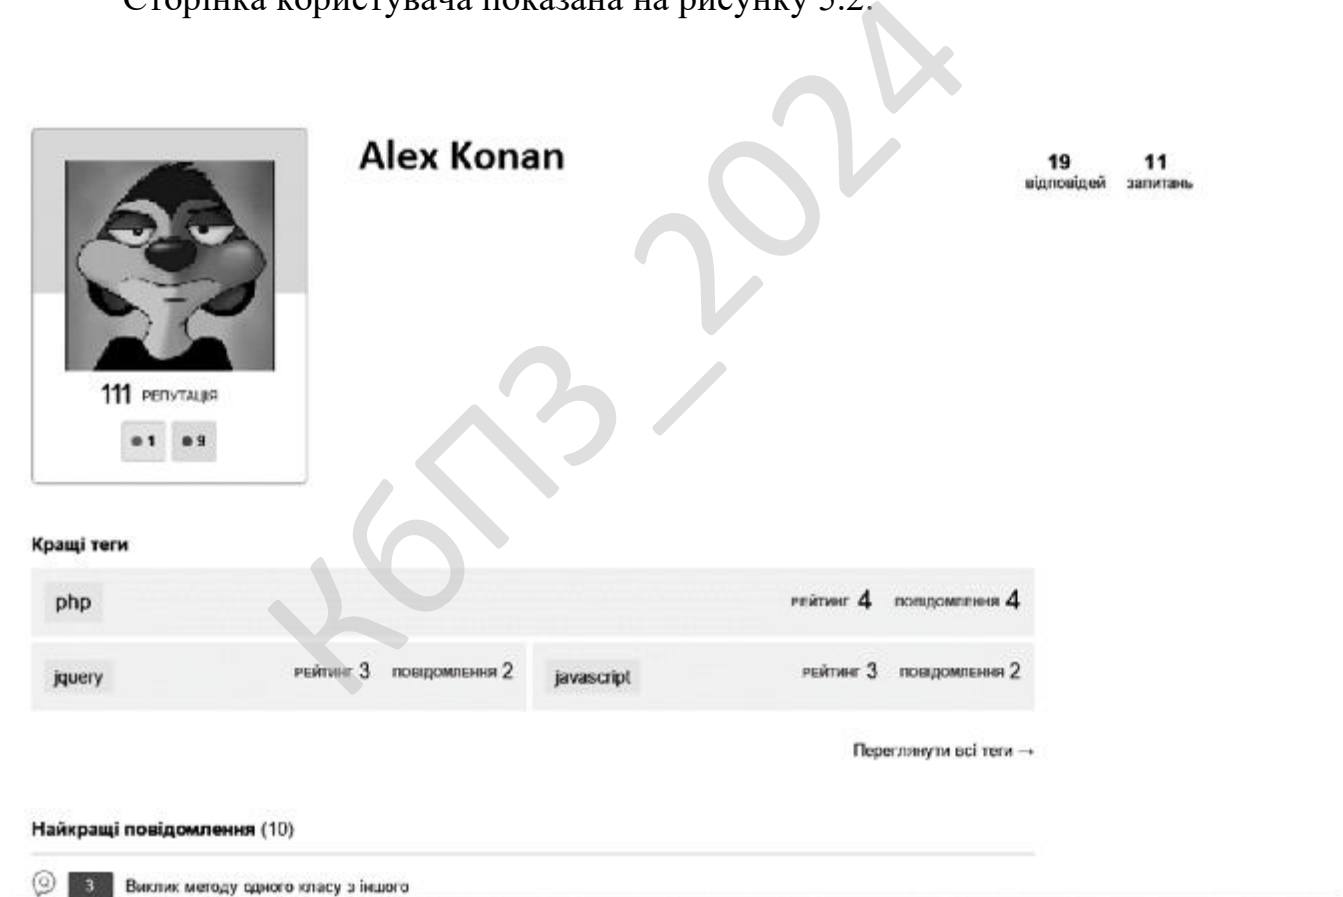 Сторінка користувача показана на рисунку 5.2.
Alex Konan
19 11
відповідей запитань
111 РЕПУТАЦІЯ
1 9
Кращі теги
php РЕЙТИНГ 4 ПОВІДОМЛЕННЯ 4
jquery РЕЙТИНГ 3 ПОВІДОМЛЕННЯ 2 javascript РЕЙТИНГ 3 ПОВІДОМЛЕННЯ 2
Переглянути всі теги →
Найкращі повідомлення (10)
Q 3 Виклик методу одного класу з іншого
КбПЗ_2024